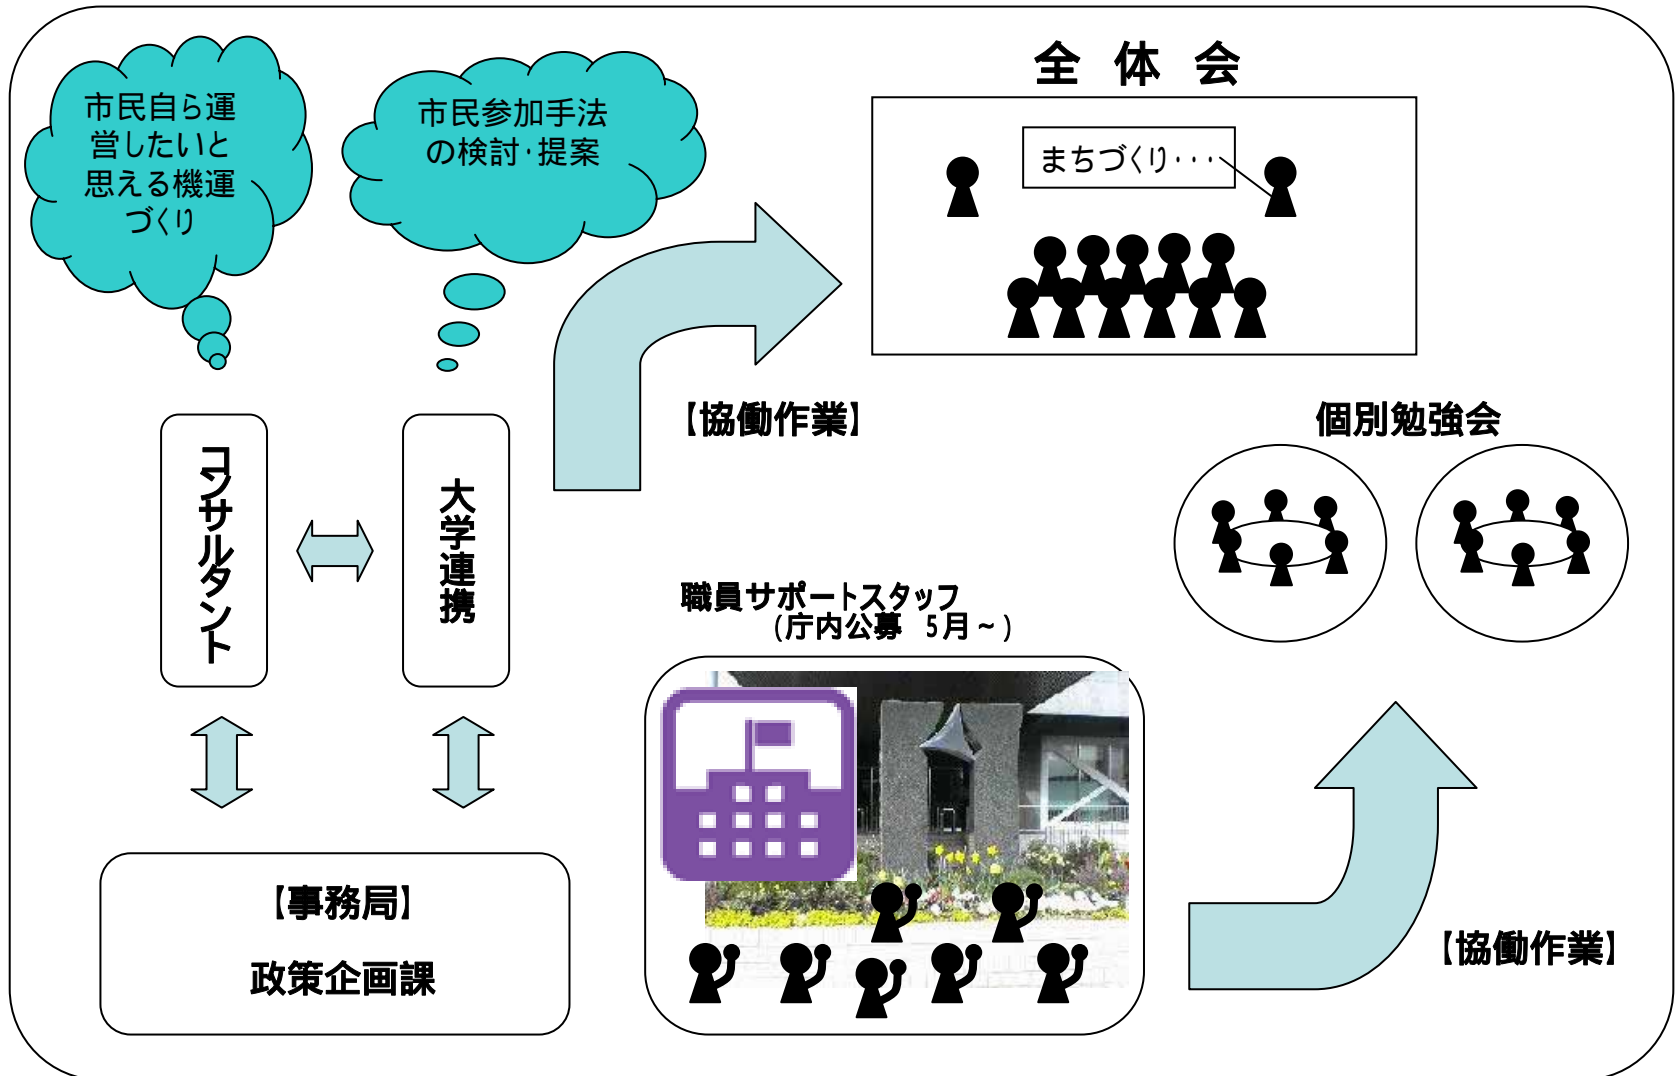 市民自ら運
営したいと
思える機運
づくり
市民参加手法
の検討・提案
全 体 会
まちづくり・・・
【協働作業】
個別勉強会
コンサルタント
大学連携
職員サポートスタッフ
(庁内公募 5月~)
【事務局】
政策企画課
【協働作業】